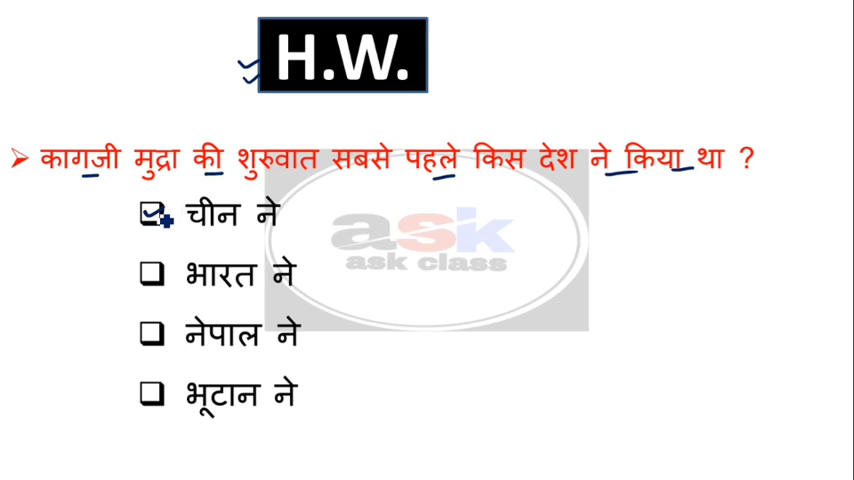 H.W.
➢ कागजी मुद्रा की शुरुवात सबसे पहले किस देश ने किया था ?
❑ चीन ने
ask
ask class
❑ भारत ने
❑ नेपाल ने
❑ भूटान ने